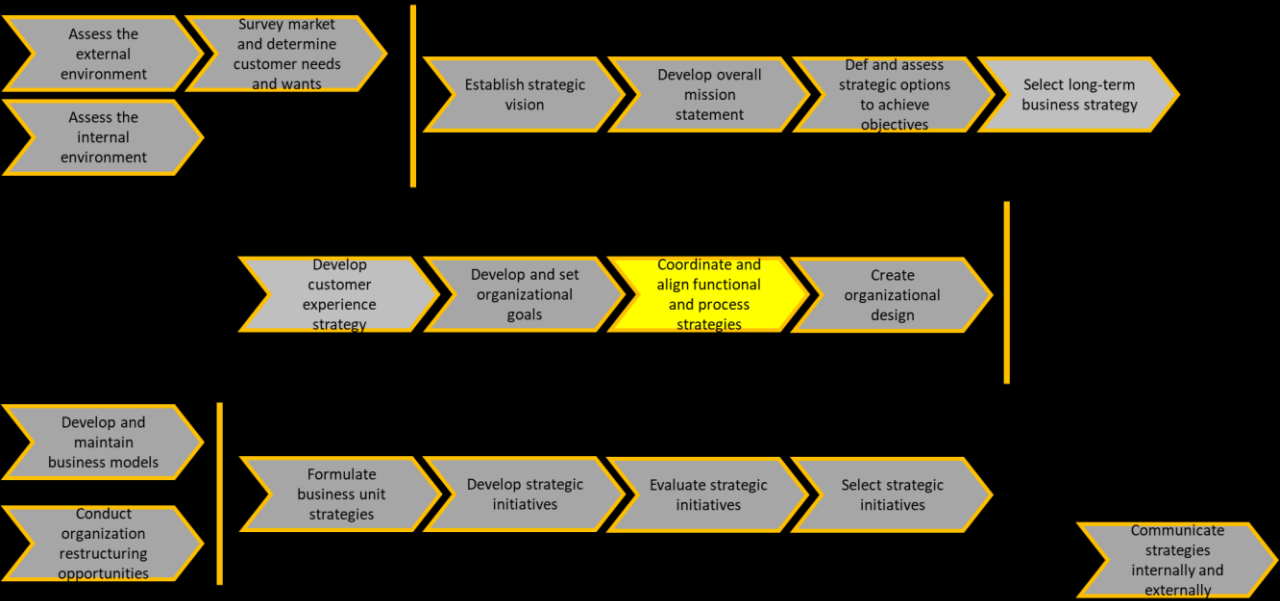 Assess the
external
environment
Survey market
and determine
customer needs
and wants
Assess the
internal
environment
Establish strategic
vision
Develop overall
mission
statement
Def and assess
strategic options
to achieve
objectives
Select long-term
business strategy
Develop
customer
experience
strategy
Develop and set
organizational
goals
Coordinate and
align functional
and process
strategies
Create
organizational
design
Develop and
maintain
business models
Conduct
organization
restructuring
opportunities
Formulate
business unit
strategies
Develop strategic
initiatives
Evaluate strategic
initiatives
Select strategic
initiatives
Communicate
strategies
internally and
externally